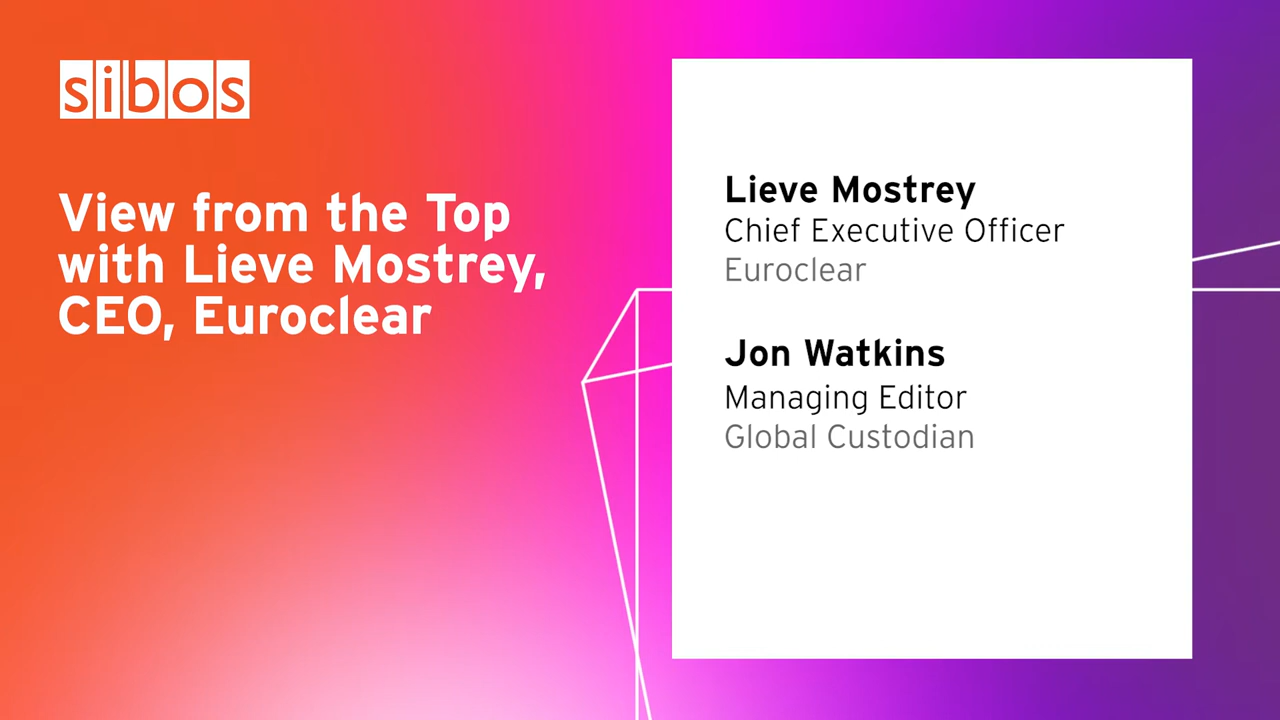 sibos
View from the Top
with Lieve Mostrey,
CEO, Euroclear
Lieve Mostrey
Chief Executive Officer
Euroclear
Jon Watkins
Managing Editor
Global Custodian